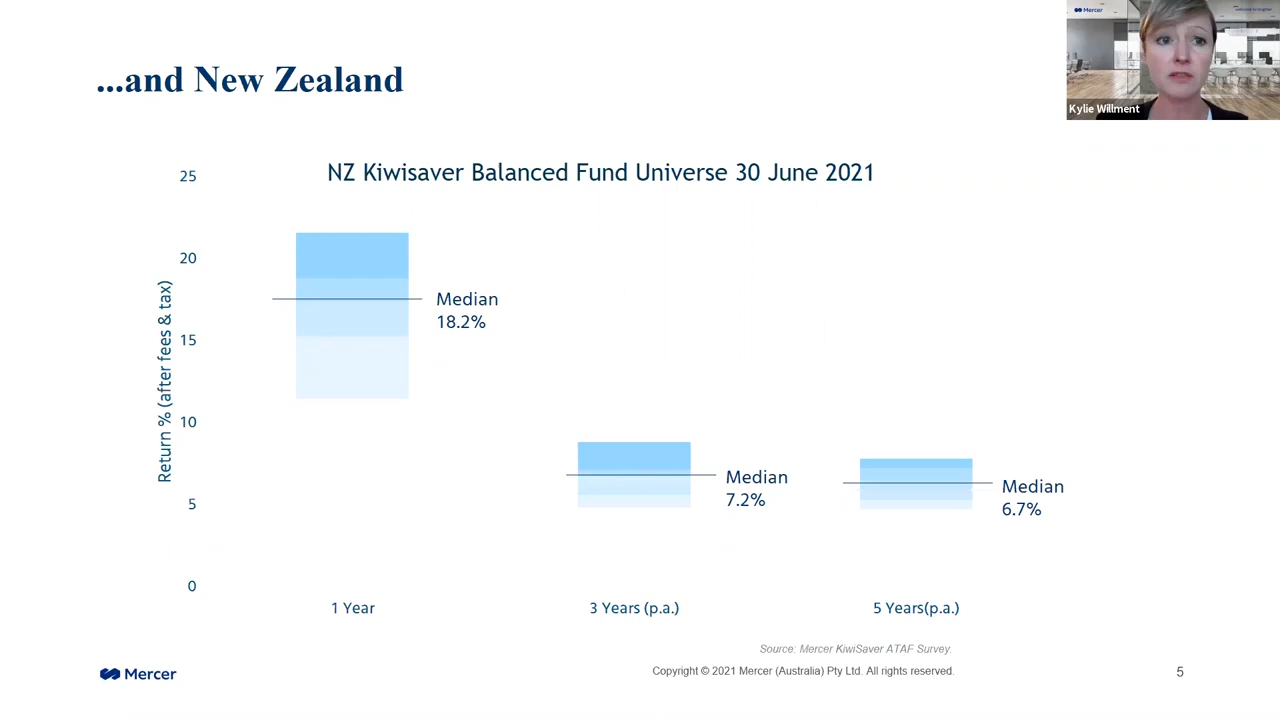 ...and New Zealand
Mercer
Kylie Willment
NZ Kiwisaver Balanced Fund Universe 30 June 2021
Return % (after fees & tax)
25
20
15
10
5
0
Median
18.2%
Median
7.2%
Median
6.7%
1 Year
3 Years (p.a.)
5 Years(p.a.)
Source: Mercer KiwiSaver ATAF Survey.
Mercer
Copyright © 2021 Mercer (Australia) Pty Ltd. All rights reserved.
5